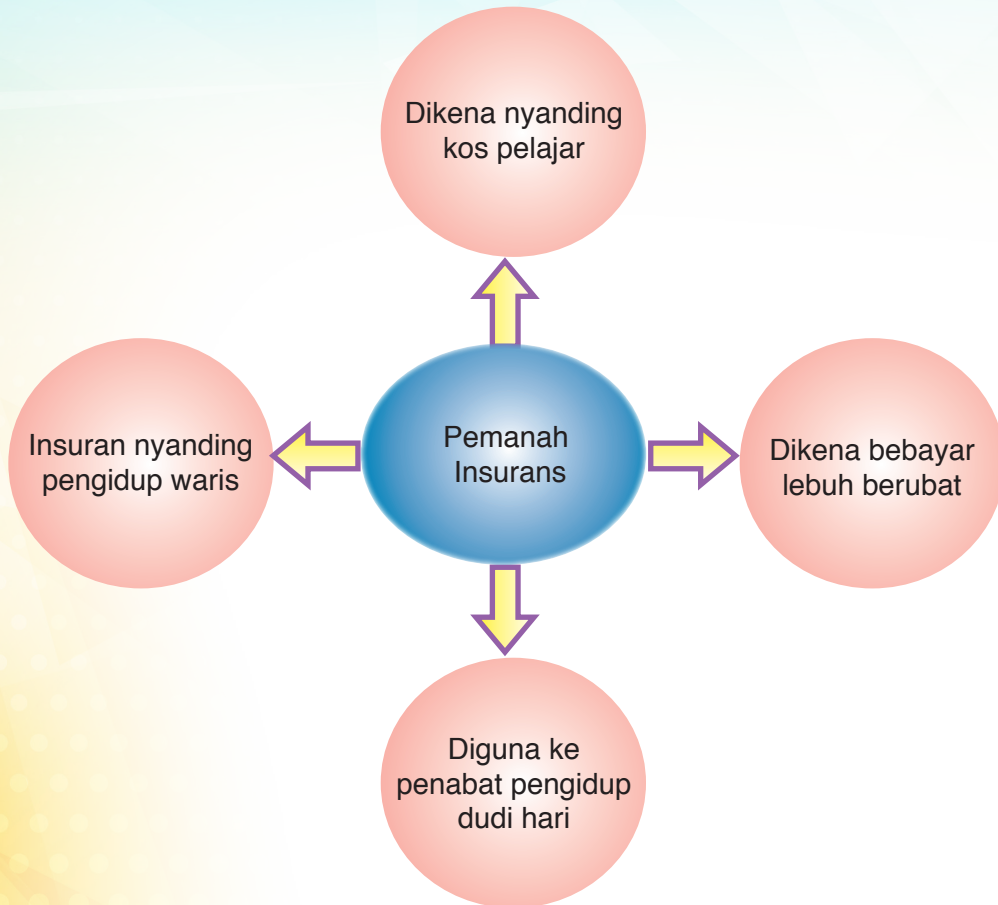 Dikena nyanding
kos pelajar
Insuran nyanding
pengidup waris
Pemanah
Insurans
Dikena bebayar
lebuh berubat
Diguna ke
penabat pengidup
dudi hari